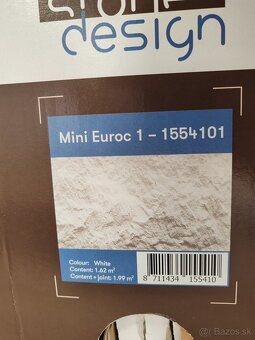 stone
design
Mini Euroc 1 – 1554101
Colour: White
Content: 1.62 m²
Content + joint: 1.99 m²
8 711434 155410
Bazos.sk